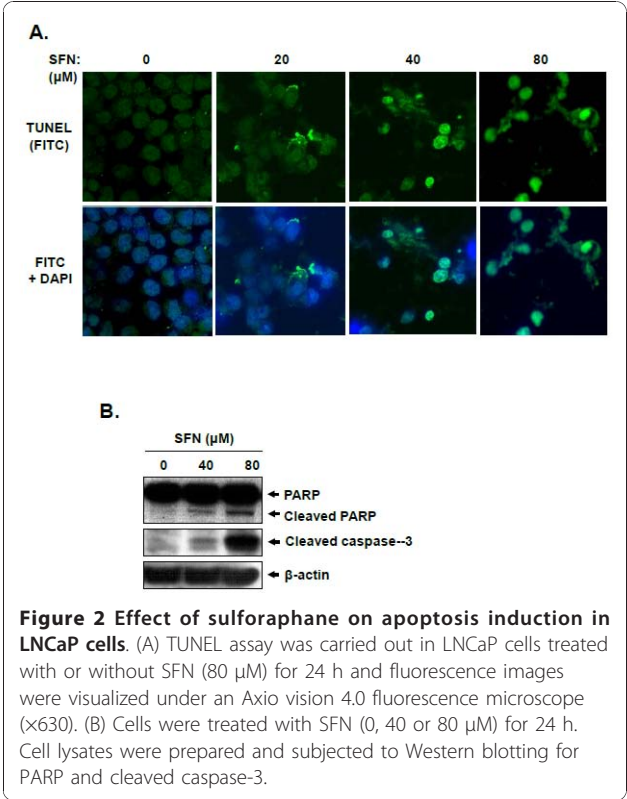 A.
SFN: 0 20 40 80
(µM)
TUNEL
(FITC)
FITC
+ DAPI
B.
SFN (µM)
0 40 80
PARP
Cleaved PARP
Cleaved caspase--3
β-actin
Figure 2 Effect of sulforaphane on apoptosis induction in
LNCaP cells. (A) TUNEL assay was carried out in LNCaP cells treated
with or without SFN (80 µM) for 24 h and fluorescence images
were visualized under an Axio vision 4.0 fluorescence microscope
(×630). (B) Cells were treated with SFN (0, 40 or 80 µM) for 24 h.
Cell lysates were prepared and subjected to Western blotting for
PARP and cleaved caspase-3.